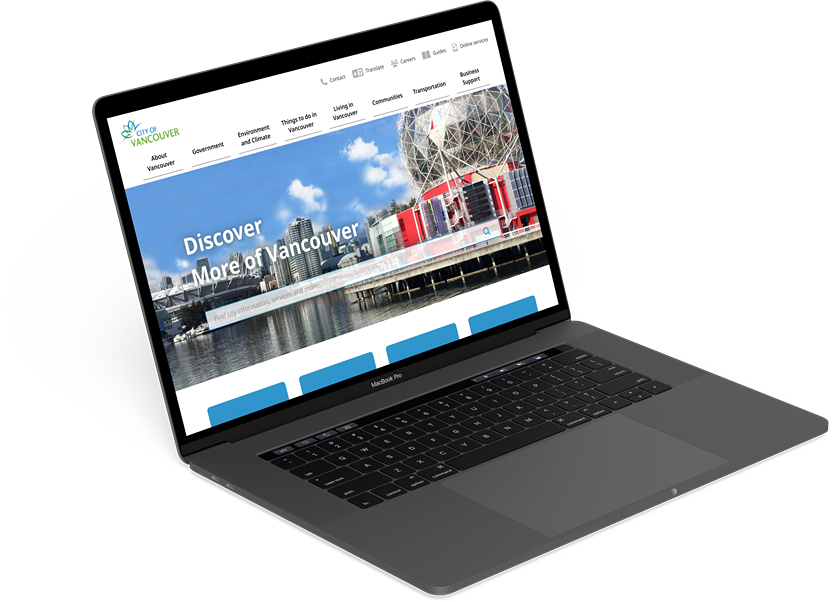 Contact
Translate
Careers
Guides
Online services
CITY OF
VANCOUVER
About
Vancouver
Government
Environment
and Climate
Things to do in
Vancouver
Living in
Vancouver
Communities
Transportation
Business
Support
Discover
More of Vancouver
Find city information, services and more...
MacBook Pro